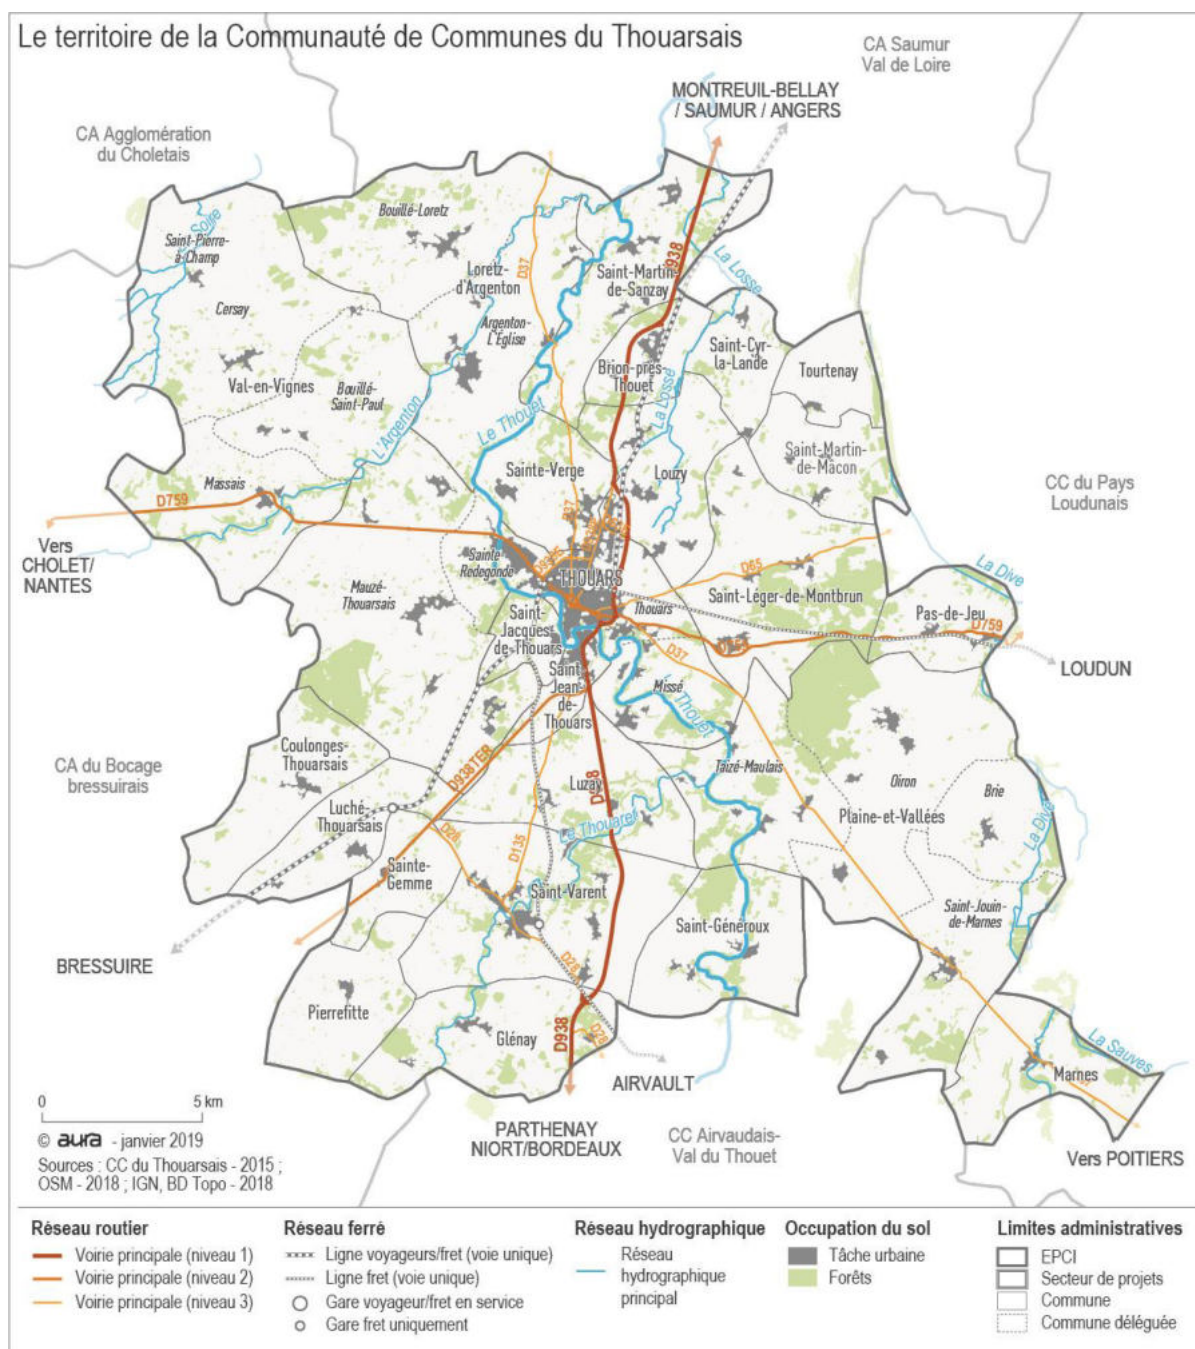 Le territoire de la Communauté de Communes du Thouarsais
CA Saumur
Val de Loire
MONTREUIL-BELLAY
/ SAUMUR / ANGERS
CA Agglomération
du Choletais
Bouillé-Loretz
Saint-Pierre-
à-Champ
Cersay
Loretz-
d'Argenton
D37
Saint-Martin-
de-Sanzay
La Losse
Argenton-
L'Église
Saint-Cyr-
la-Lande
Brion-près-
Thouet
Tourtenay
Val-en-Vignes
Bouillé-
Saint-Paul
L'Argenton
Le Thouet
La Losse
Saint-Martin-
de-Mâcon
Sainte-Verge
Louzy
CC du Pays
Loudunais
Massais
D759
Vers
CHOLET/
NANTES
D37
Sainte
Redegonde
THOUARS
D65
La Dive
Mauzé-
Thouarsais
Saint-Léger-de-Montbrun
Thouars
Pas-de-Jeu
D759
Saint-
Jacques-
de-Thouars
D37
LOUDUN
Saint
Jean-
de-
Thouars
Missé
Coulonges-
Thouarsais
CA du Bocage
bressuirais
D938TER
Taizé-Maulais
Oiron
Brie
Luzay
Luché-
Thouarsais
Plaine-et-Vallées
La Dive
D28
D135
Le Thouaret
Sainte-
Gemme
Saint-Varent
Saint-Jouin-
de-Marnes
Saint-Généroux
BRESSUIRE
D28
Pierrefitte
Glénay
D938
D28
La Sauves
Marnes
AIRVAULT
0 5 km
PARTHENAY
NIORT/BORDEAUX
CC Airvaudais-
Val du Thouet
Vers POITIERS
© aura - janvier 2019
Sources : CC du Thouarsais - 2015 ;
OSM - 2018 ; IGN, BD Topo - 2018
Réseau routier
Voirie principale (niveau 1)
Voirie principale (niveau 2)
Voirie principale (niveau 3)
Réseau ferré
Ligne voyageurs/fret (voie unique)
Ligne fret (voie unique)
Gare voyageur/fret en service
Gare fret uniquement
Réseau hydrographique
Réseau
hydrographique
principal
Occupation du sol
Tâche urbaine
Forêts
Limites administratives
EPCI
Secteur de projets
Commune
Commune déléguée